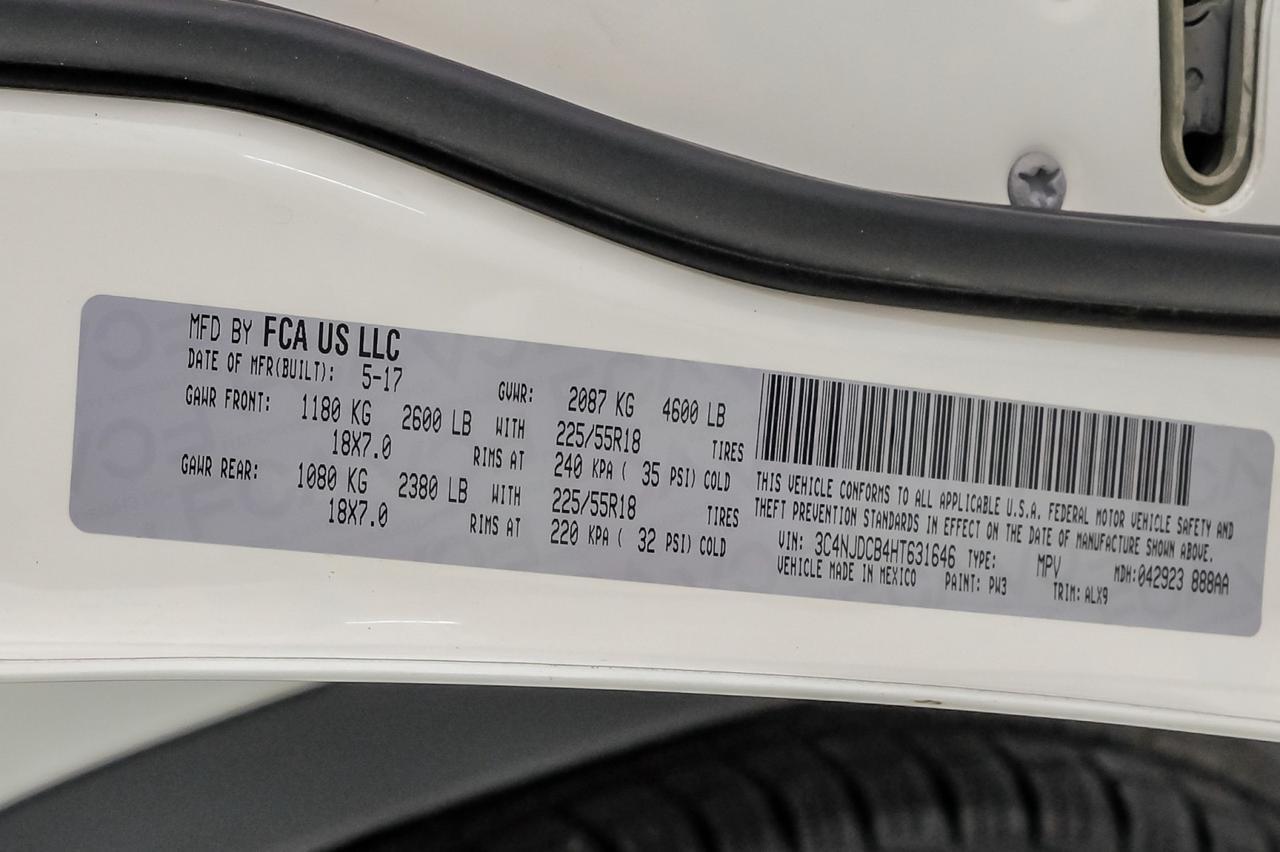 MFD BY FCA US LLC
DATE OF MFR(BUILT): 5-17
GVWR: 2087 KG 4600 LB
GAWR FRONT: 1180 KG 2600 LB WITH 225/55R18 TIRES
18X7.0 RIMS AT 240 KPA ( 35 PSI) COLD
GAWR REAR: 1080 KG 2380 LB WITH 225/55R18 TIRES
18X7.0 RIMS AT 220 KPA ( 32 PSI) COLD
THIS VEHICLE CONFORMS TO ALL APPLICABLE U.S.A. FEDERAL MOTOR VEHICLE SAFETY AND
THEFT PREVENTION STANDARDS IN EFFECT ON THE DATE OF MANUFACTURE SHOWN ABOVE.
VIN: 3C4NJDCB4HT631646 TYPE: MPV MDH:042923 888AA
VEHICLE MADE IN MEXICO PAINT: PW3 TRIM: ALX9